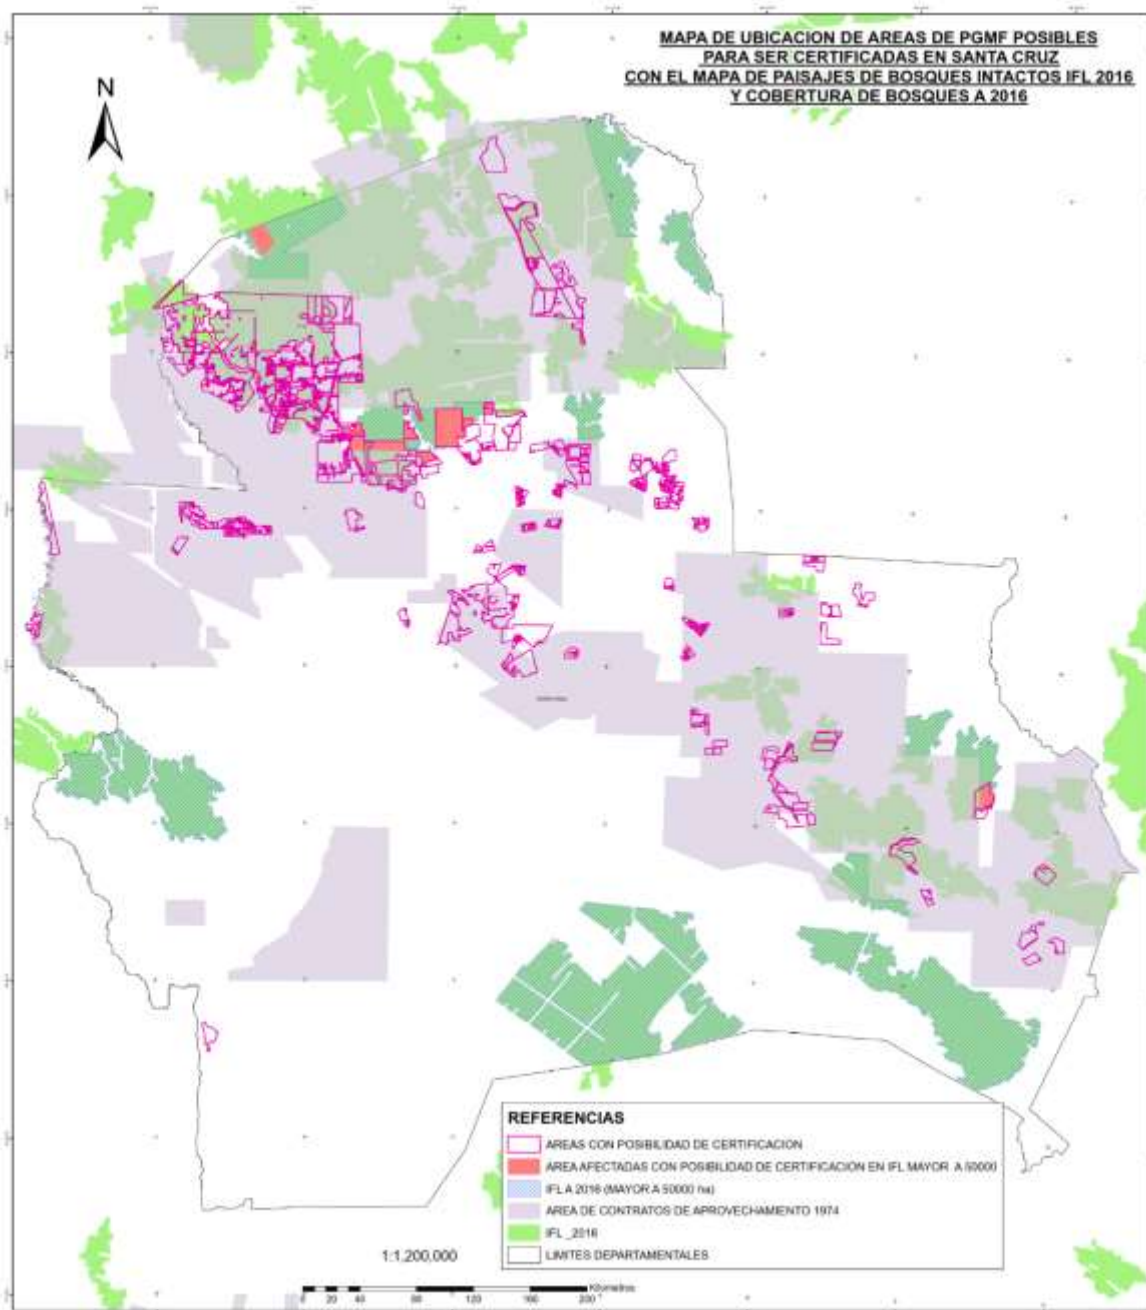 MAPA DE UBICACION DE AREAS DE PGMF POSIBLES
PARA SER CERTIFICADAS EN SANTA CRUZ
CON EL MAPA DE PAISAJES DE BOSQUES INTACTOS IFL 2016
Y COBERTURA DE BOSQUES A 2016
N
REFERENCIAS
AREAS CON POSIBILIDAD DE CERTIFICACION
AREA AFECTADAS CON POSIBILIDAD DE CERTIFICACION EN IFL MAYOR A 50000
IFL A 2016 (MAYOR A 50000 ha)
AREA DE CONTRATOS DE APROVECHAMIENTO 1974
IFL _2016
LIMITES DEPARTAMENTALES
1:1,200,000
Kilometros
0 20 40 80 120 160 200